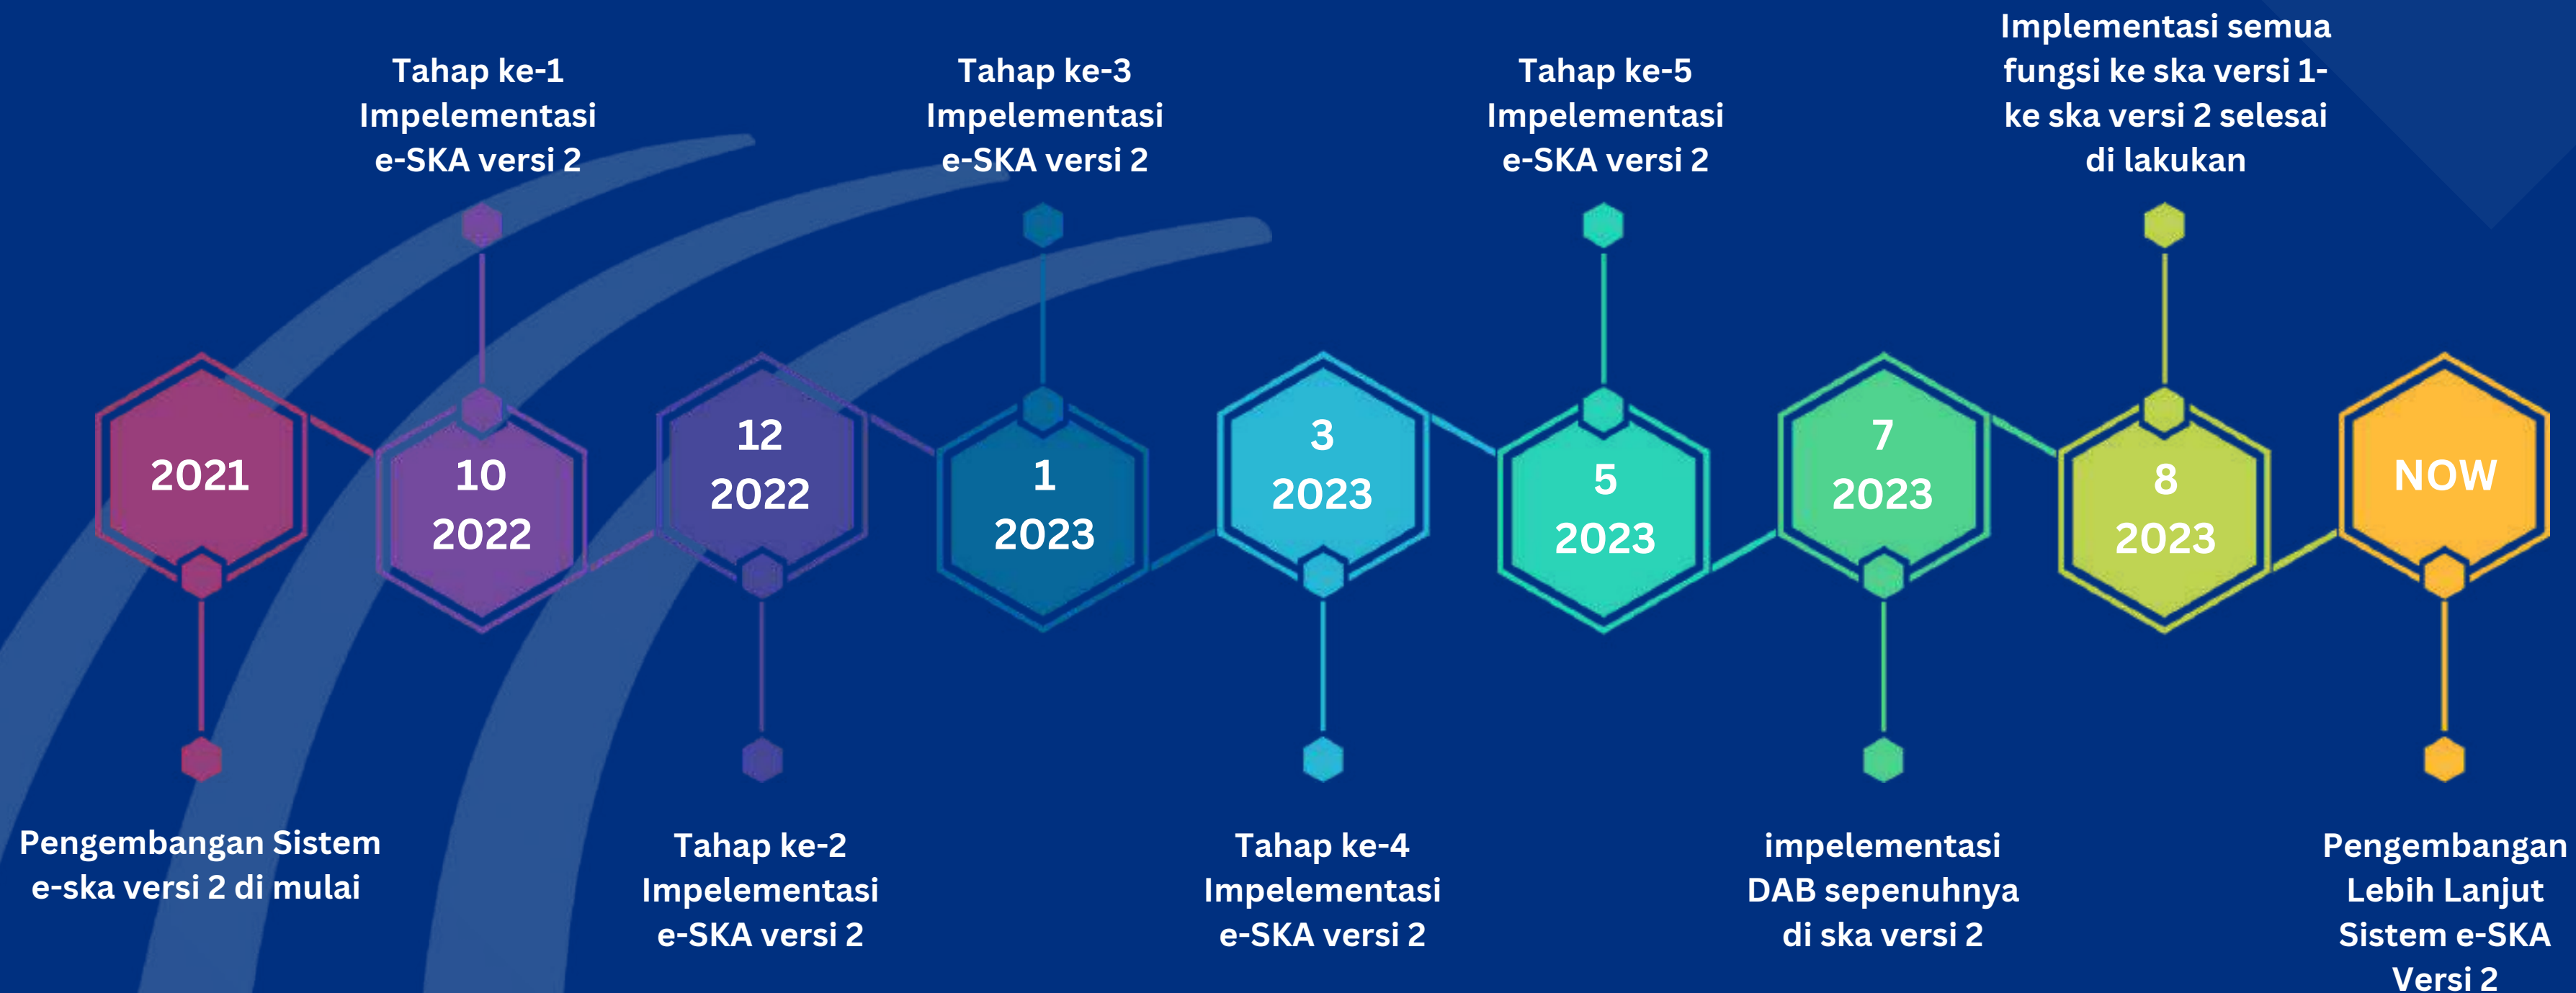 2021
Pengembangan Sistem
e-ska versi 2 di mulai
Tahap ke-1
Impelementasi
e-SKA versi 2
10
2022
12
2022
Tahap ke-2
Impelementasi
e-SKA versi 2
Tahap ke-3
Impelementasi
e-SKA versi 2
1
2023
3
2023
Tahap ke-4
Impelementasi
e-SKA versi 2
Tahap ke-5
Impelementasi
e-SKA versi 2
5
2023
7
2023
impelementasi
DAB sepenuhnya
di ska versi 2
Implementasi semua
fungsi ke ska versi 1-
ke ska versi 2 selesai
di lakukan
8
2023
NOW
Pengembangan
Lebih Lanjut
Sistem e-SKA
Versi 2